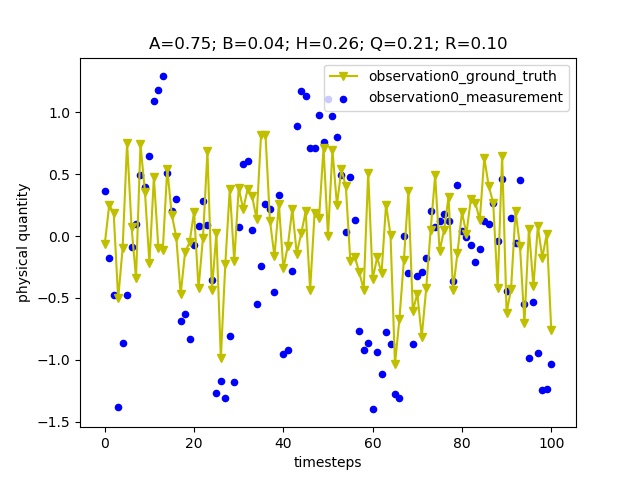 A=0.75; B=0.04; H=0.26; Q=0.21; R=0.10
observation0_ground_truth
observation0_measurement
physical quantity
1.0
0.5
0.0
−0.5
−1.0
−1.5
0 20 40 60 80 100
timesteps